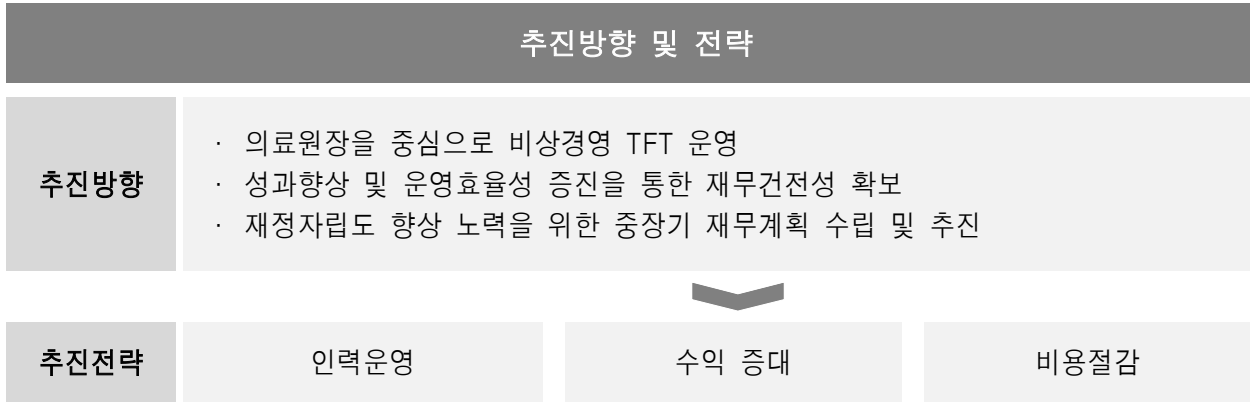 추진방향 및 전략
추진방향
· 의료원장을 중심으로 비상경영 TFT 운영
· 성과향상 및 운영효율성 증진을 통한 재무건전성 확보
· 재정자립도 향상 노력을 위한 중장기 재무계획 수립 및 추진
추진전략
인력운영
수익 증대
비용절감